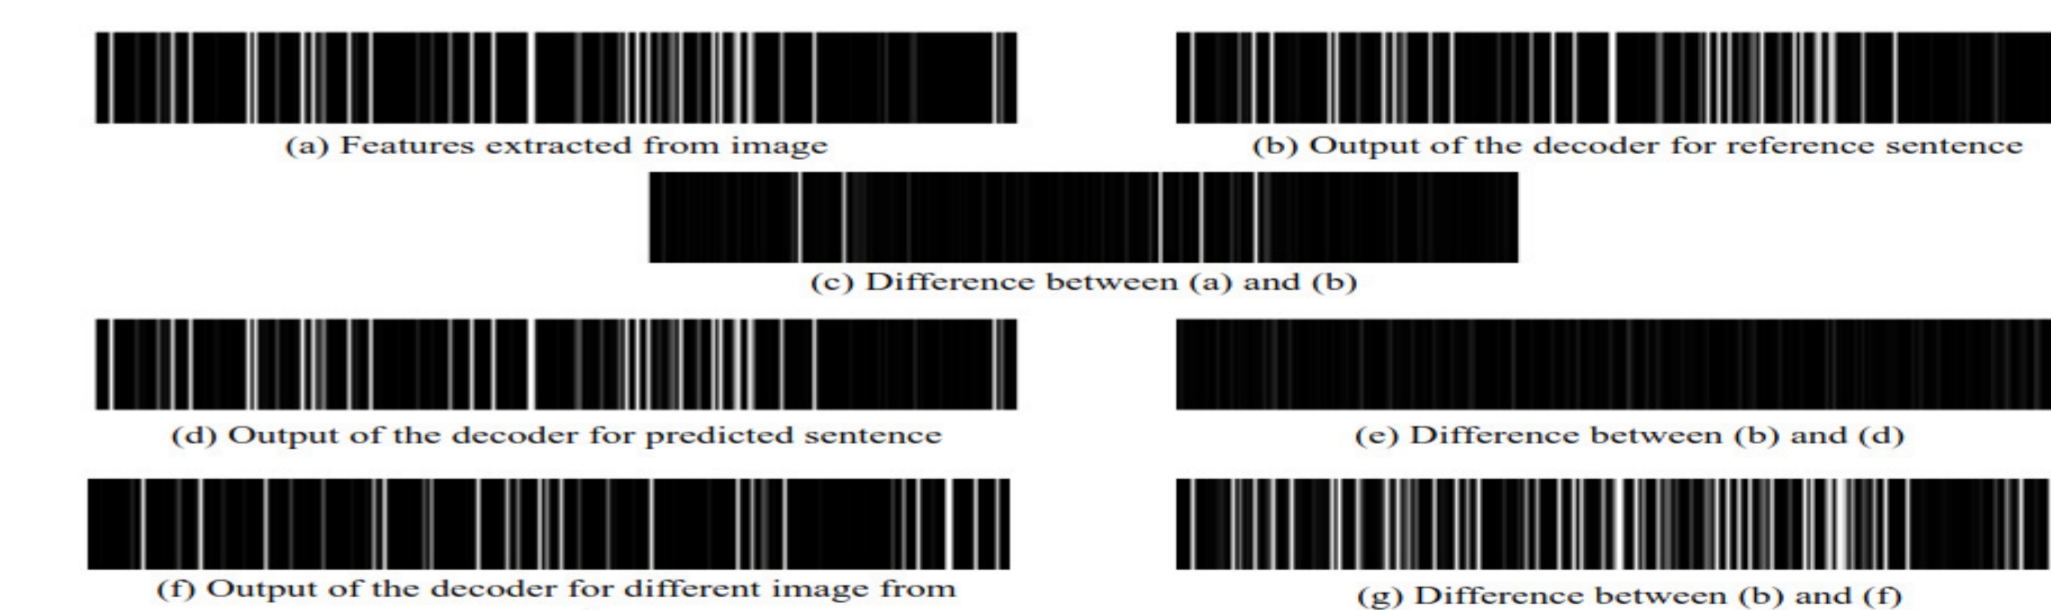 (a) Features extracted from image
(b) Output of the decoder for reference sentence
(c) Difference between (a) and (b)
(d) Output of the decoder for predicted sentence
(e) Difference between (b) and (d)
(f) Output of the decoder for different image from
(g) Difference between (b) and (f)